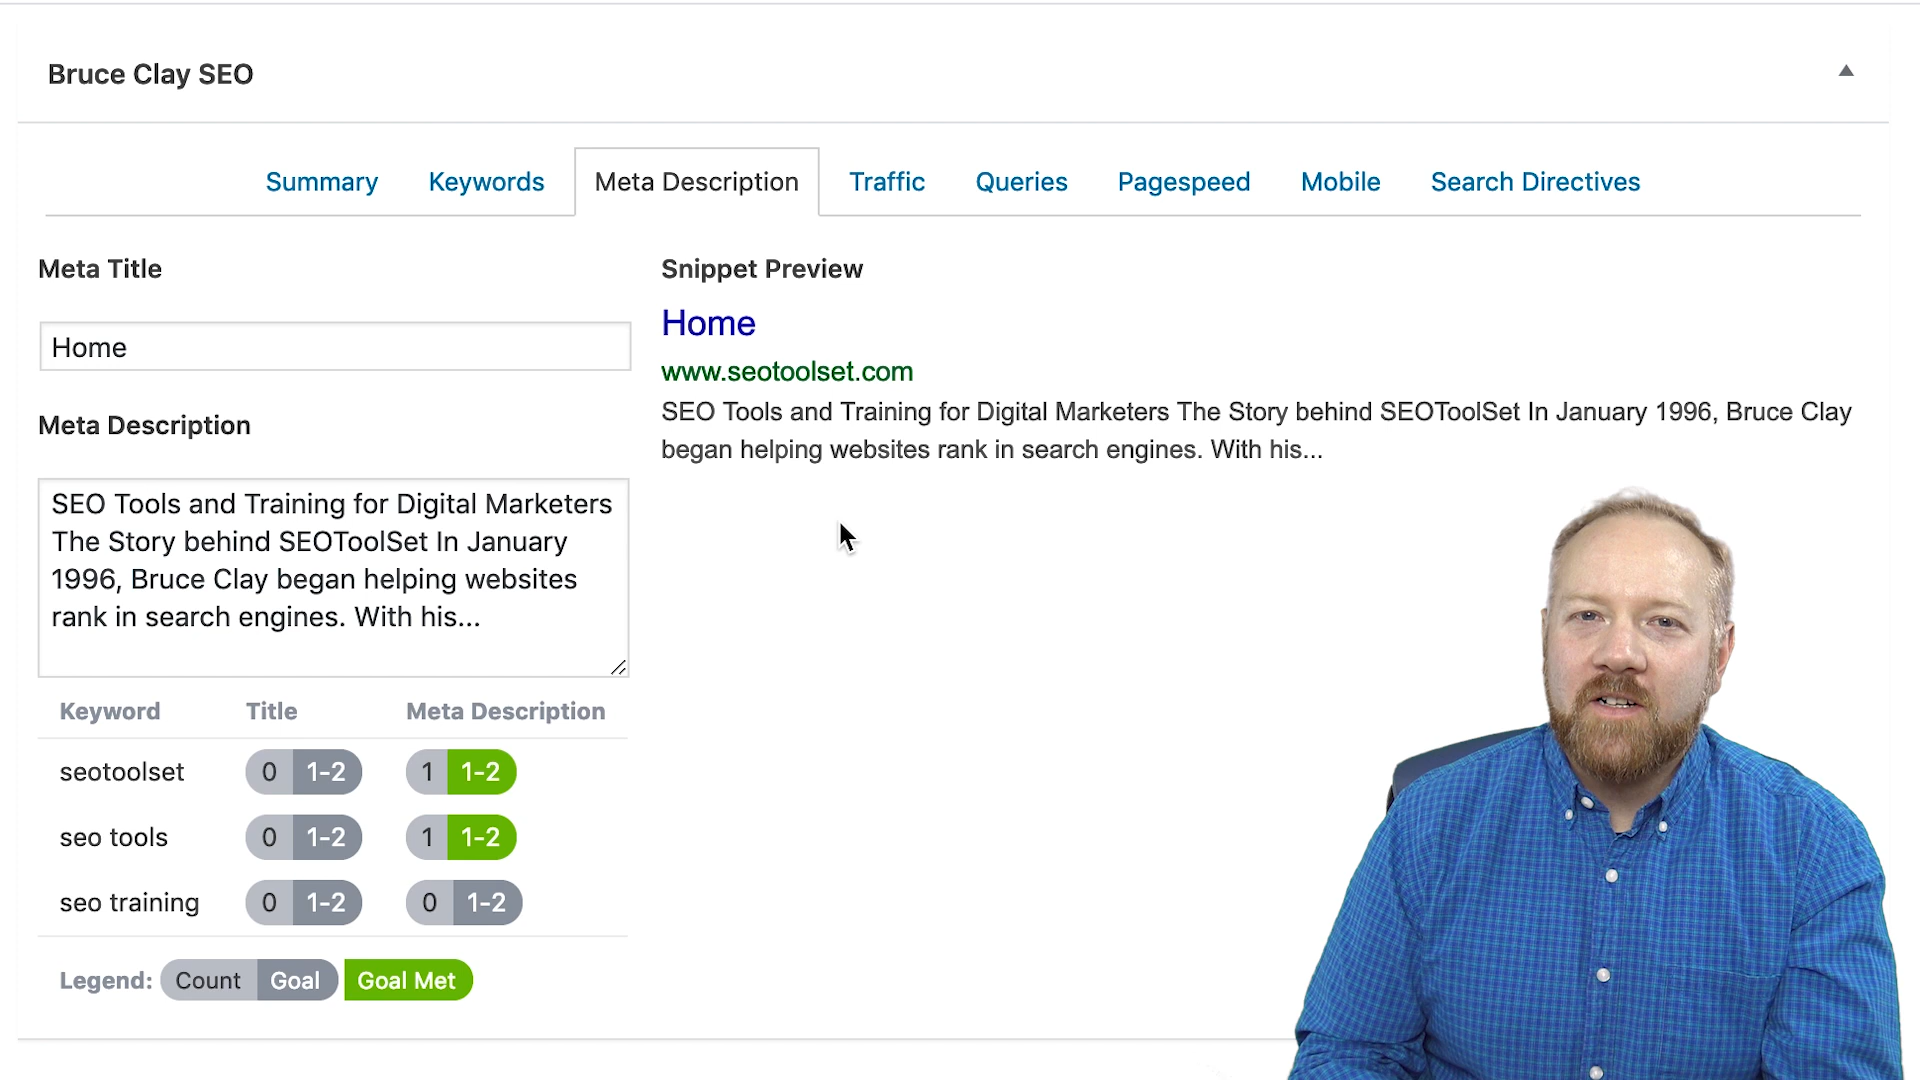 Bruce Clay SEO
Summary Keywords Meta Description Traffic Queries Pagespeed Mobile Search Directives
Meta Title
Home
Meta Description
SEO Tools and Training for Digital Marketers
The Story behind SEOToolSet In January
1996, Bruce Clay began helping websites
rank in search engines. With his...
Snippet Preview
Home
www.seotoolset.com
SEO Tools and Training for Digital Marketers The Story behind SEOToolSet In January 1996, Bruce Clay
began helping websites rank in search engines. With his...
Keyword Title Meta Description
seotoolset 0 1-2 1 1-2
seo tools 0 1-2 1 1-2
seo training 0 1-2 0 1-2
Legend: Count Goal Goal Met